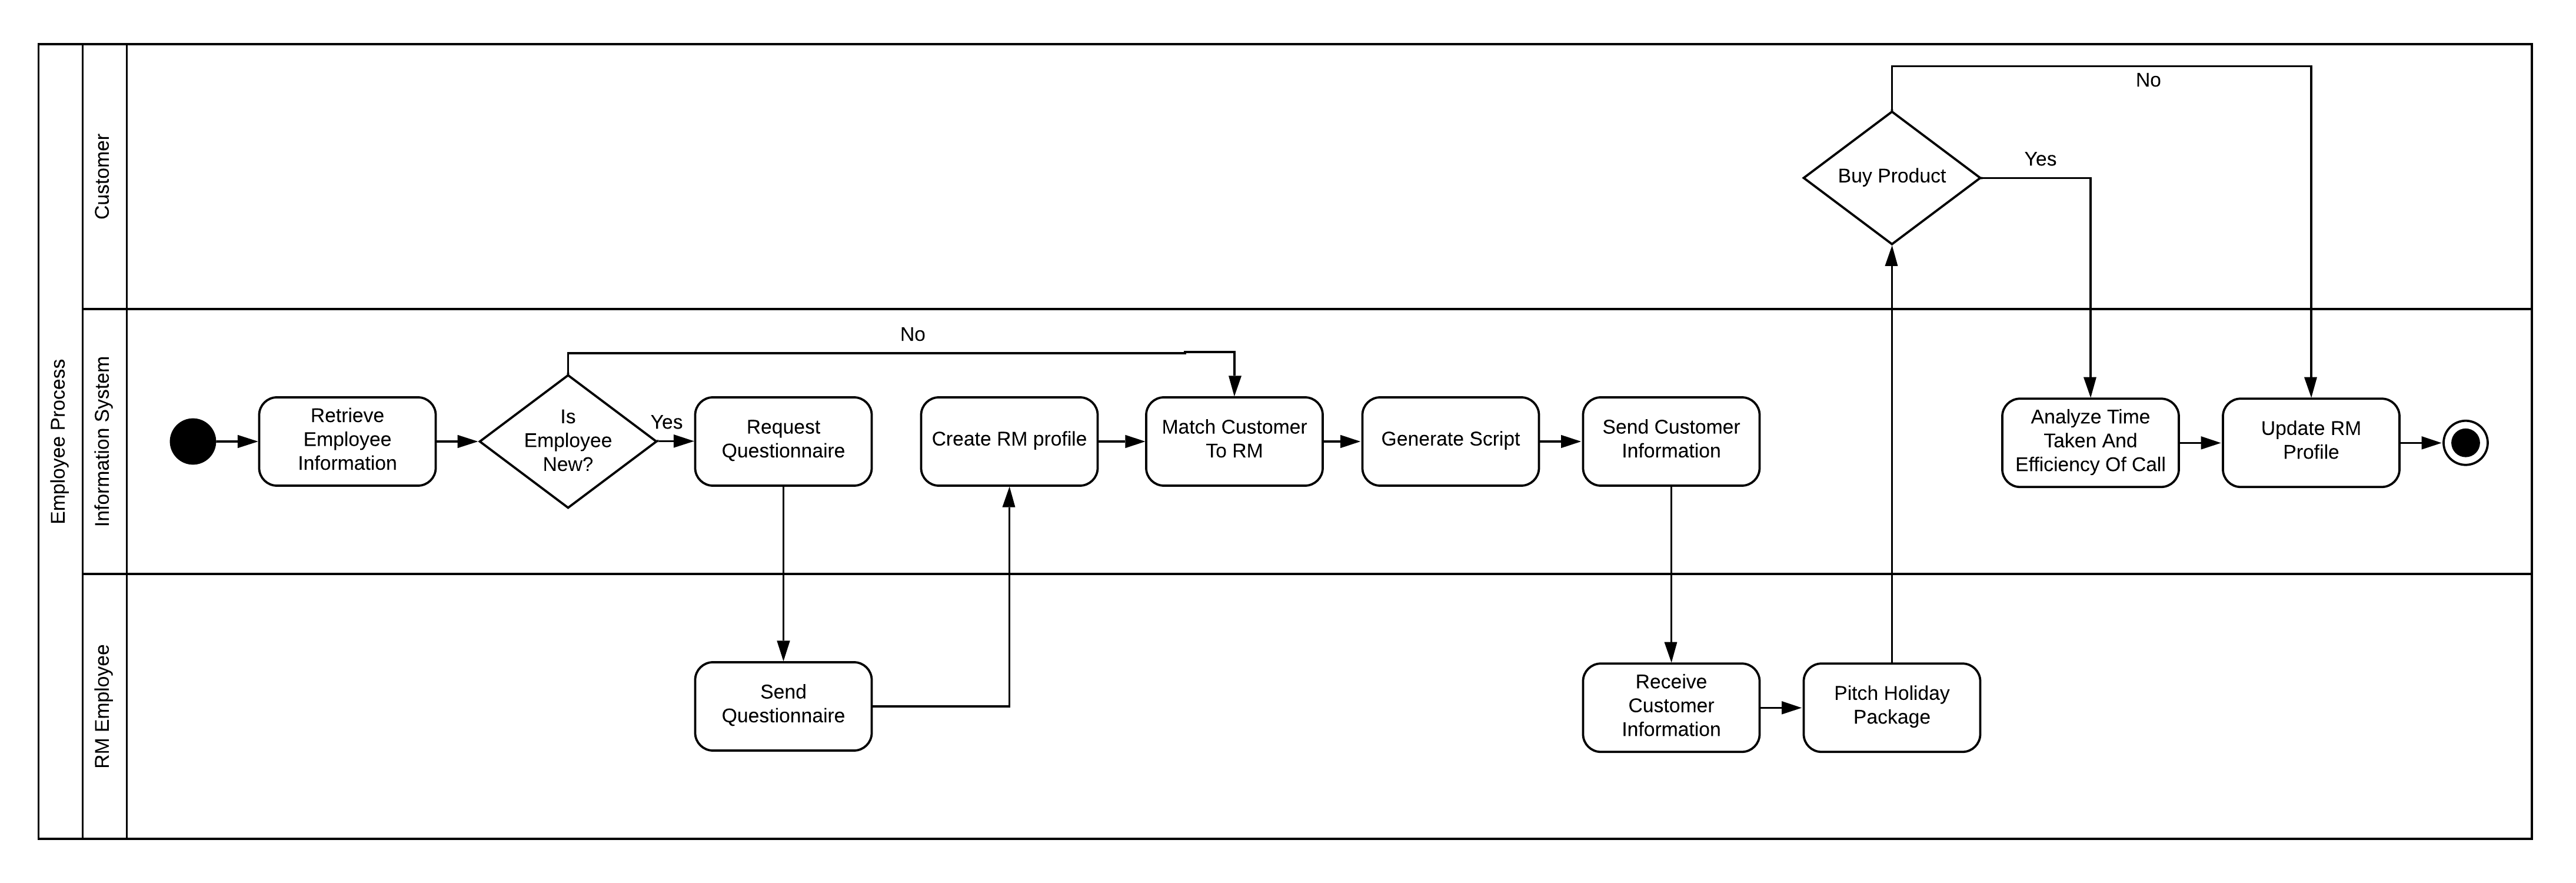 Employee Process
Customer
Buy Product
No
Yes
Information System
Retrieve
Employee
Information
Is
Employee
New?
No
Yes
Request
Questionnaire
Create RM profile
Match Customer
To RM
Generate Script
Send Customer
Information
Analyze Time
Taken And
Efficiency Of Call
Update RM
Profile
RM Employee
Send
Questionnaire
Receive
Customer
Information
Pitch Holiday
Package